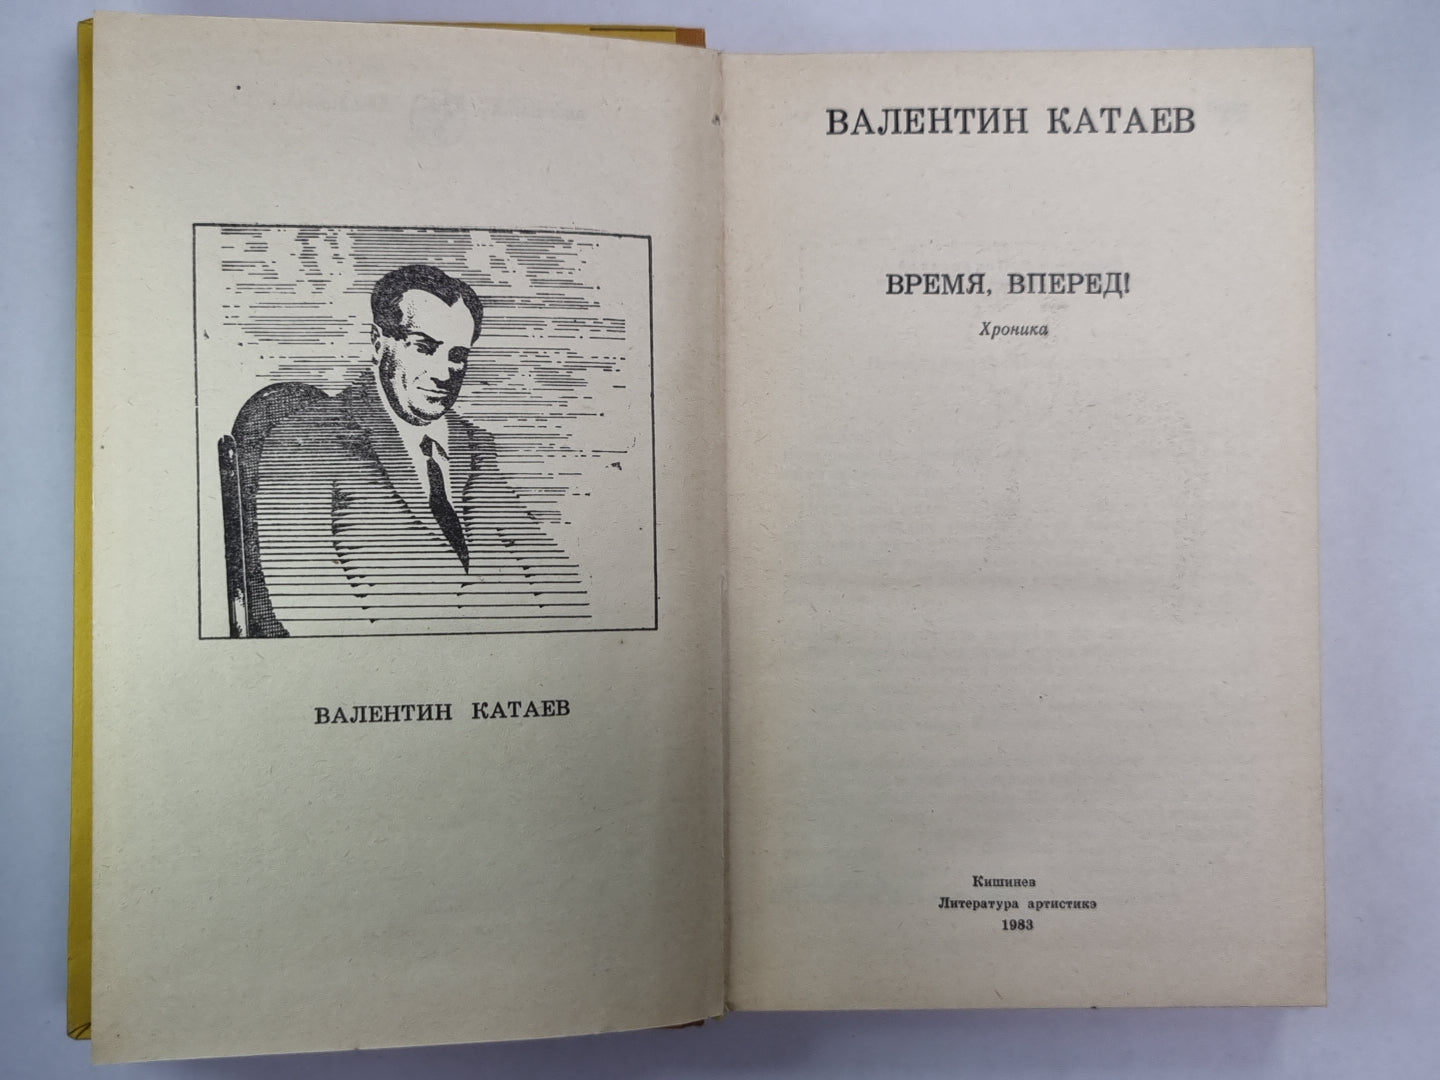 ВАЛЕНТИН КАТАЕВ
ВАЛЕНТИН КАТАЕВ
ВРЕМЯ, ВПЕРЕД!
Хроника
Кишинев
Литература артистикэ
1983